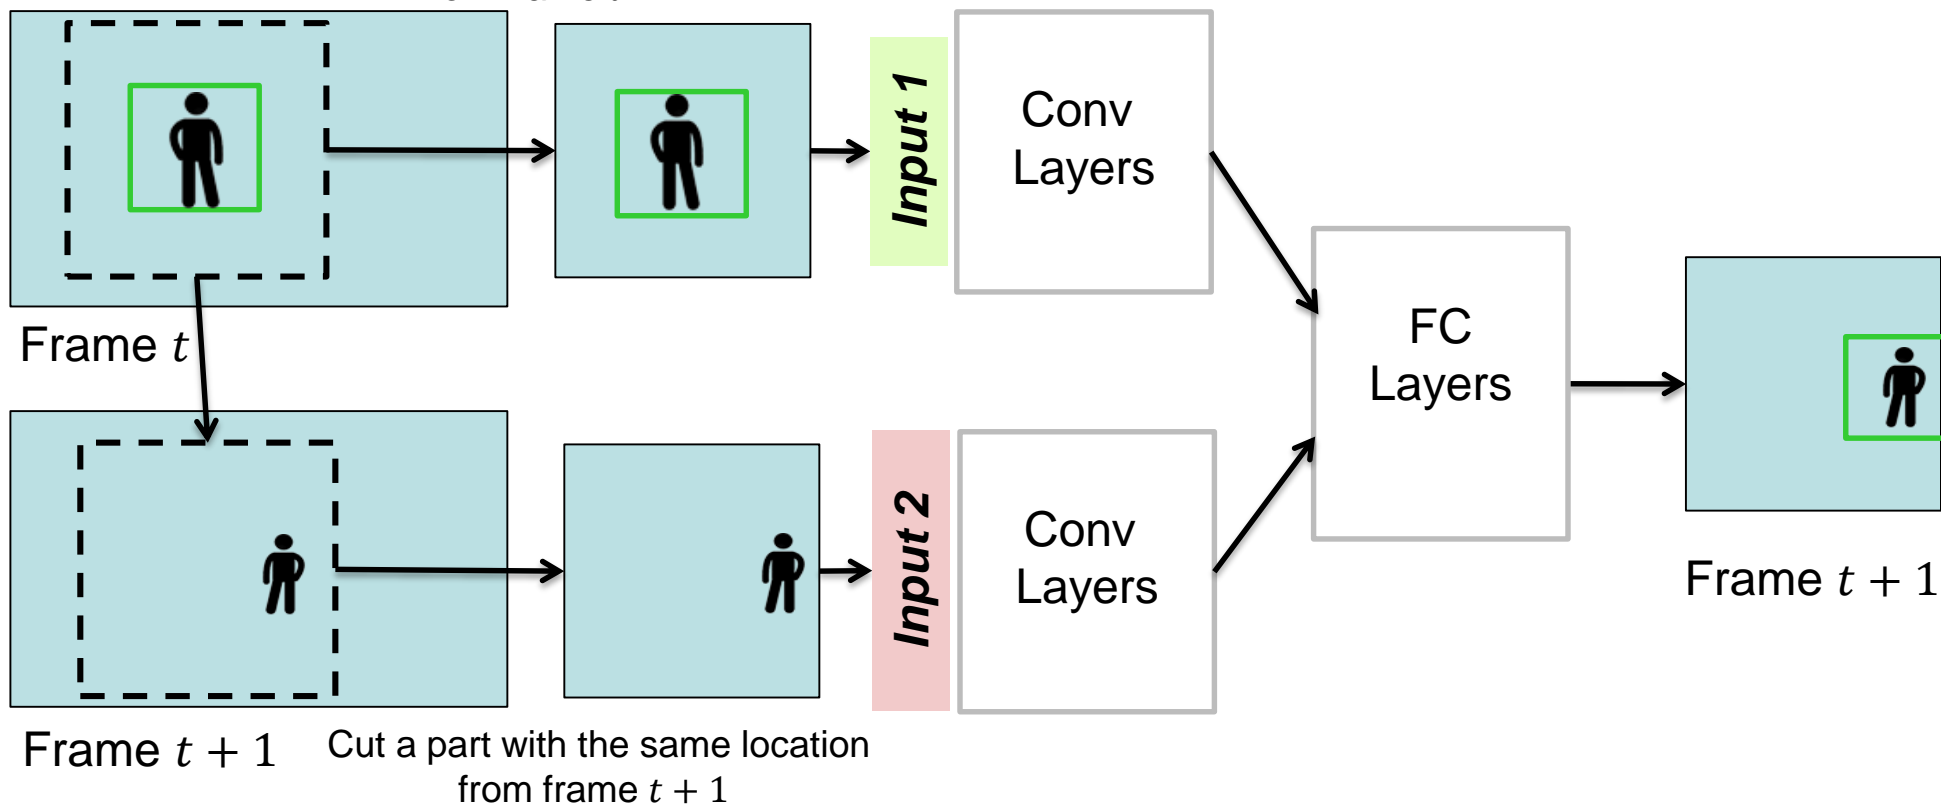 Input 1
Conv
Layers
Frame t
FC
Layers
Input 2
Conv
Layers
Frame t + 1
Frame t + 1
Cut a part with the same location
from frame t + 1